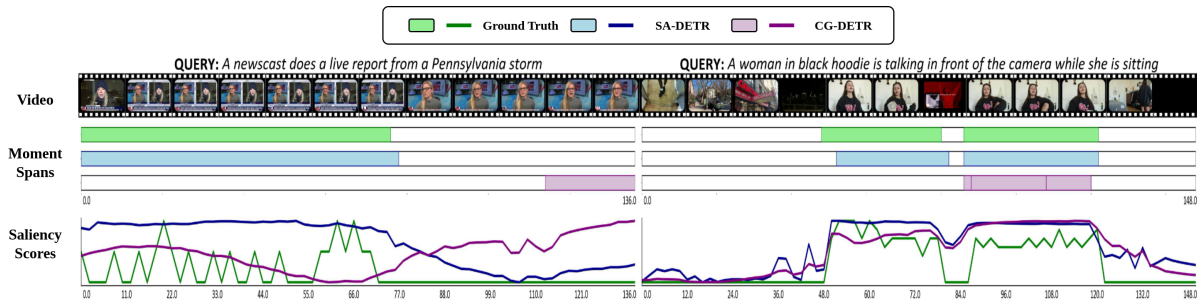 Ground Truth SA-DETR CG-DETR
QUERY: A newscast does a live report from a Pennsylvania storm
QUERY: A woman in black hoodie is talking in front of the camera while she is sitting
Video
Moment
Spans
0.0 136.0
0.0 148.0
Saliency
Scores
0.0 11.0 22.0 33.0 44.0 55.0 66.0 77.0 88.0 99.0 110.0 121.0 136.0
0.0 12.0 24.0 36.0 48.0 60.0 72.0 84.0 96.0 108.0 120.0 132.0 148.0